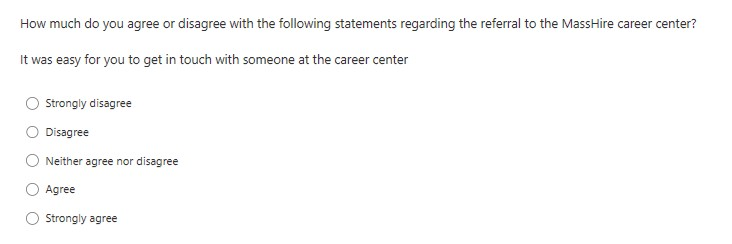 How much do you agree or disagree with the following statements regarding the referral to the MassHire career center?
It was easy for you to get in touch with someone at the career center
Strongly disagree
Disagree
Neither agree nor disagree
Agree
Strongly agree